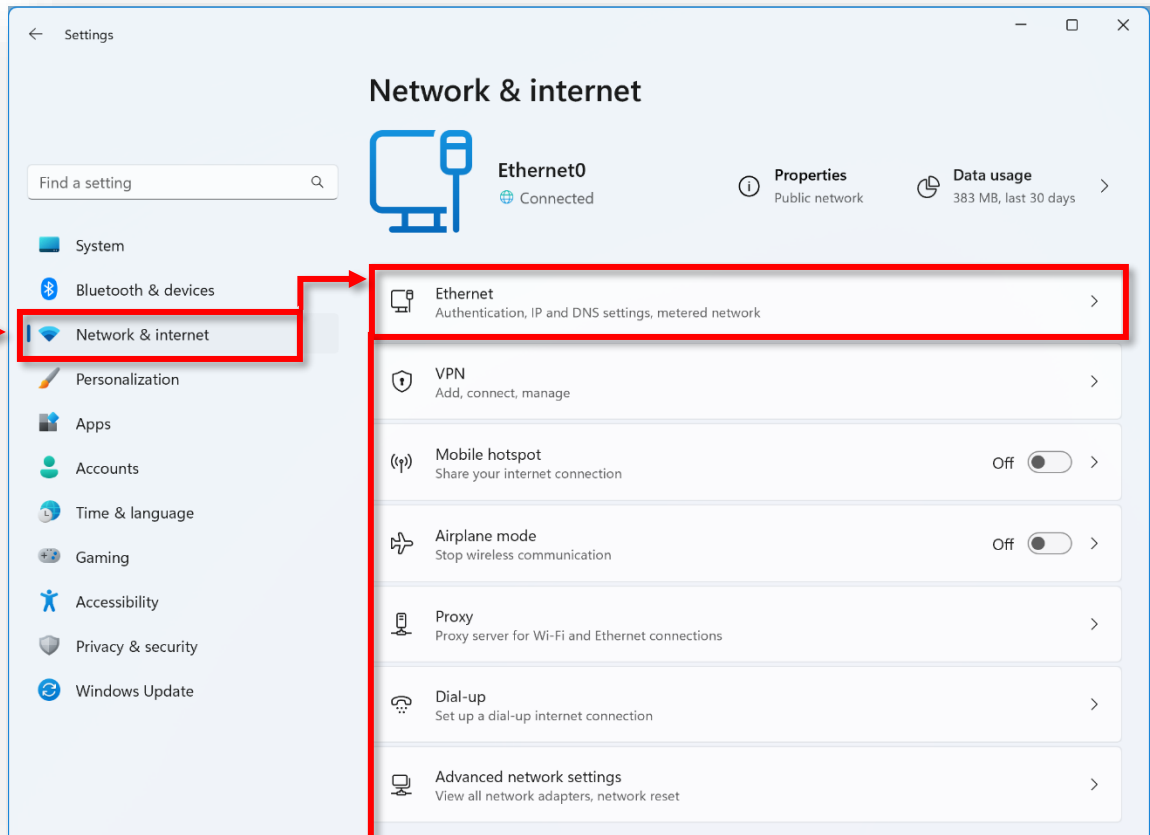 Settings
Network & internet
Find a setting
Ethernet0
Connected
Properties
Public network
Data usage
383 MB, last 30 days
System
Bluetooth & devices
Network & internet
Personalization
Apps
Accounts
Time & language
Gaming
Accessibility
Privacy & security
Windows Update
Ethernet
Authentication, IP and DNS settings, metered network
VPN
Add, connect, manage
Mobile hotspot
Share your internet connection
Off
Airplane mode
Stop wireless communication
Off
Proxy
Proxy server for Wi-Fi and Ethernet connections
Dial-up
Set up a dial-up internet connection
Advanced network settings
View all network adapters, network reset